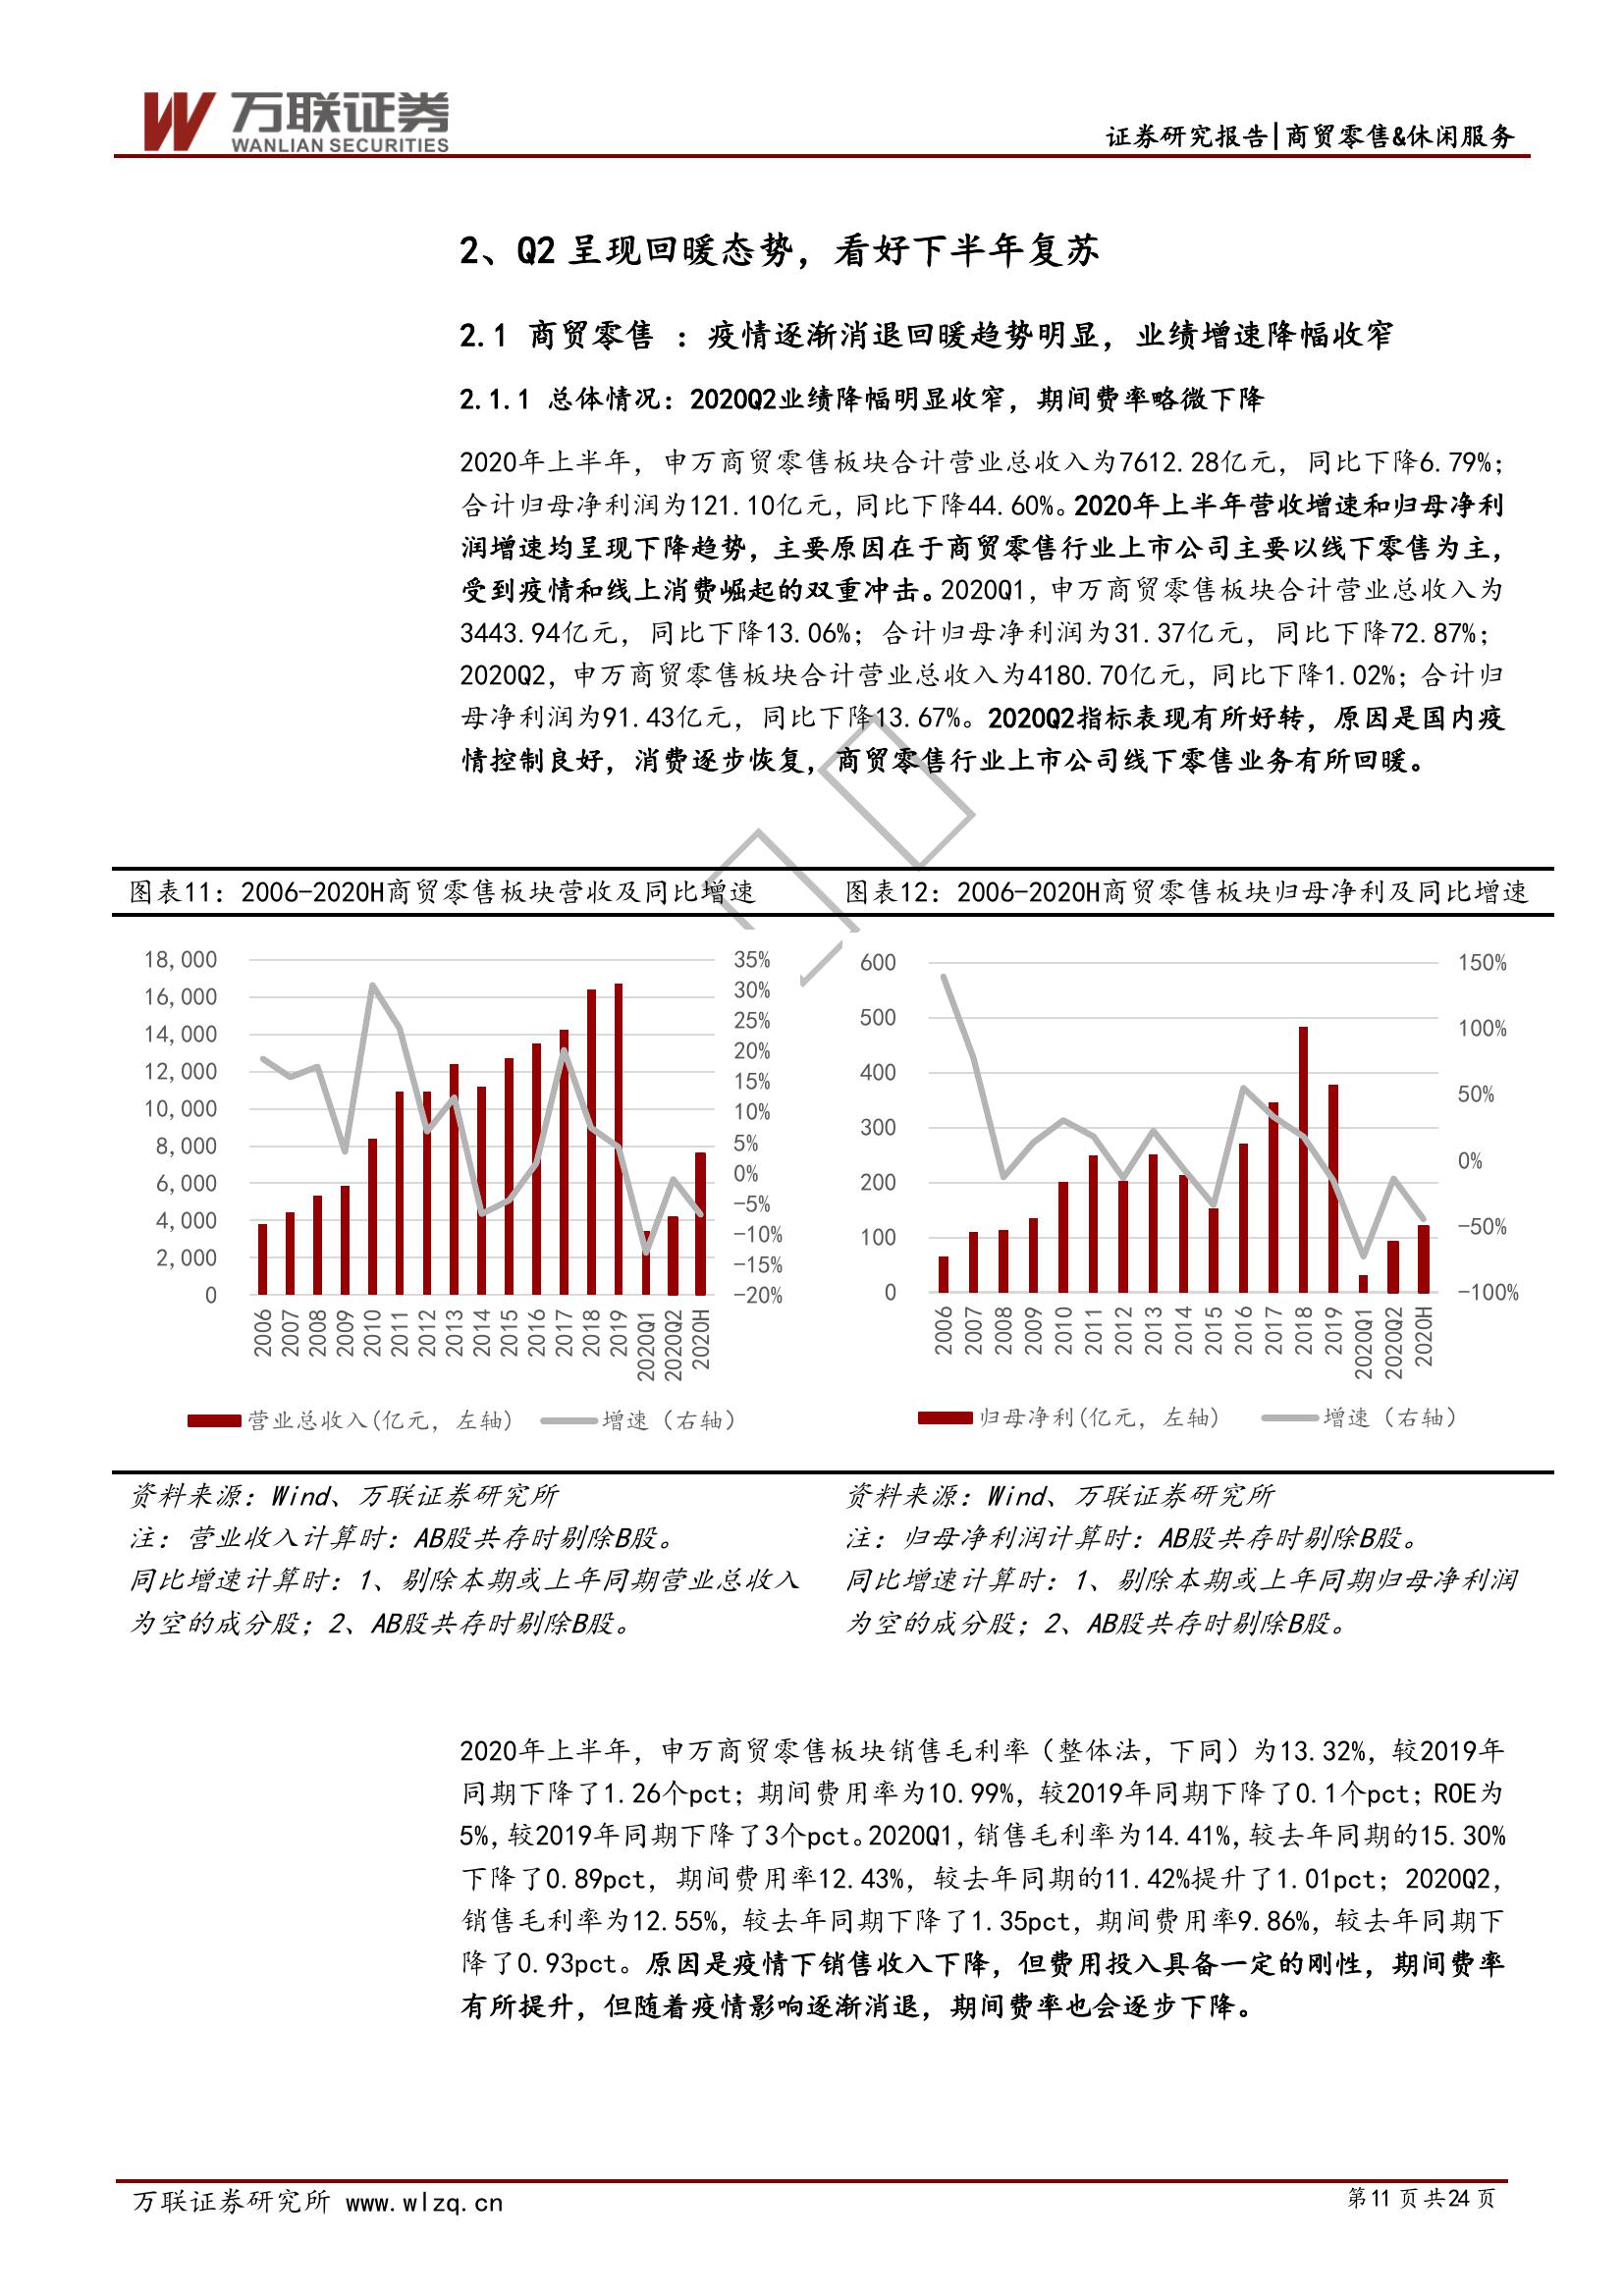 万联证券
WANLIAN SECURITIES
证券研究报告|商贸零售&休闲服务
2、Q2 呈现回暖态势，看好下半年复苏
2.1 商贸零售 ：疫情逐渐消退回暖趋势明显，业绩增速降幅收窄
2.1.1 总体情况：2020Q2业绩降幅明显收窄，期间费率略微下降
2020年上半年，申万商贸零售板块合计营业总收入为7612.28亿元，同比下降6.79%；
合计归母净利润为121.10亿元，同比下降44.60%。2020年上半年营收增速和归母净利
润增速均呈现下降趋势，主要原因在于商贸零售行业上市公司主要以线下零售为主，
受到疫情和线上消费崛起的双重冲击。2020Q1，申万商贸零售板块合计营业总收入为
3443.94亿元，同比下降13.06%；合计归母净利润为31.37亿元，同比下降72.87%；
2020Q2，申万商贸零售板块合计营业总收入为4180.70亿元，同比下降1.02%；合计归
母净利润为91.43亿元，同比下降13.67%。2020Q2指标表现有所好转，原因是国内疫
情控制良好，消费逐步恢复，商贸零售行业上市公司线下零售业务有所回暖。
图表11：2006-2020H商贸零售板块营收及同比增速
18,000
16,000
14,000
12,000
10,000
8,000
6,000
4,000
2,000
0
35%
30%
25%
20%
15%
10%
5%
0%
-5%
-10%
-15%
-20%
2006
2007
2008
2009
2010
2011
2012
2013
2014
2015
2016
2017
2018
2019
2020Q1
2020Q2
2020H
营业总收入(亿元，左轴) 增速（右轴）
资料来源：Wind、万联证券研究所
注：营业收入计算时：AB股共存时剔除B股。
同比增速计算时：1、剔除本期或上年同期营业总收入
为空的成分股；2、AB股共存时剔除B股。
图表12：2006-2020H商贸零售板块归母净利及同比增速
600
500
400
300
200
100
0
150%
100%
50%
0%
-50%
-100%
2006
2007
2008
2009
2010
2011
2012
2013
2014
2015
2016
2017
2018
2019
2020Q1
2020Q2
2020H
归母净利(亿元，左轴) 增速（右轴）
资料来源：Wind、万联证券研究所
注：归母净利润计算时：AB股共存时剔除B股。
同比增速计算时：1、剔除本期或上年同期归母净利润
为空的成分股；2、AB股共存时剔除B股。
2020年上半年，申万商贸零售板块销售毛利率（整体法，下同）为13.32%，较2019年
同期下降了1.26个pct；期间费用率为10.99%，较2019年同期下降了0.1个pct；ROE为
5%，较2019年同期下降了3个pct。2020Q1，销售毛利率为14.41%，较去年同期的15.30%
下降了0.89pct，期间费用率12.43%，较去年同期的11.42%提升了1.01pct；2020Q2，
销售毛利率为12.55%，较去年同期下降了1.35pct，期间费用率9.86%，较去年同期下
降了0.93pct。原因是疫情下销售收入下降，但费用投入具备一定的刚性，期间费率
有所提升，但随着疫情影响逐渐消退，期间费率也会逐步下降。
万联证券研究所 www.wlzq.cn
第11 页 共24 页